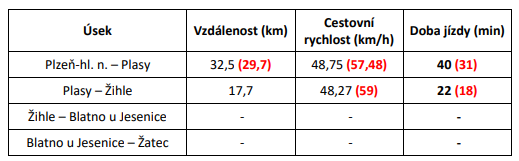 Úsek Vzdálenost (km) Cestovní rychlost (km/h) Doba jízdy (min)
Plzeň-hl. n. – Plasy 32,5 (29,7) 48,75 (57,48) 40 (31)
Plasy – Žihle 17,7 48,27 (59) 22 (18)
Žihle – Blatno u Jesenice - - -
Blatno u Jesenice – Žatec - - -